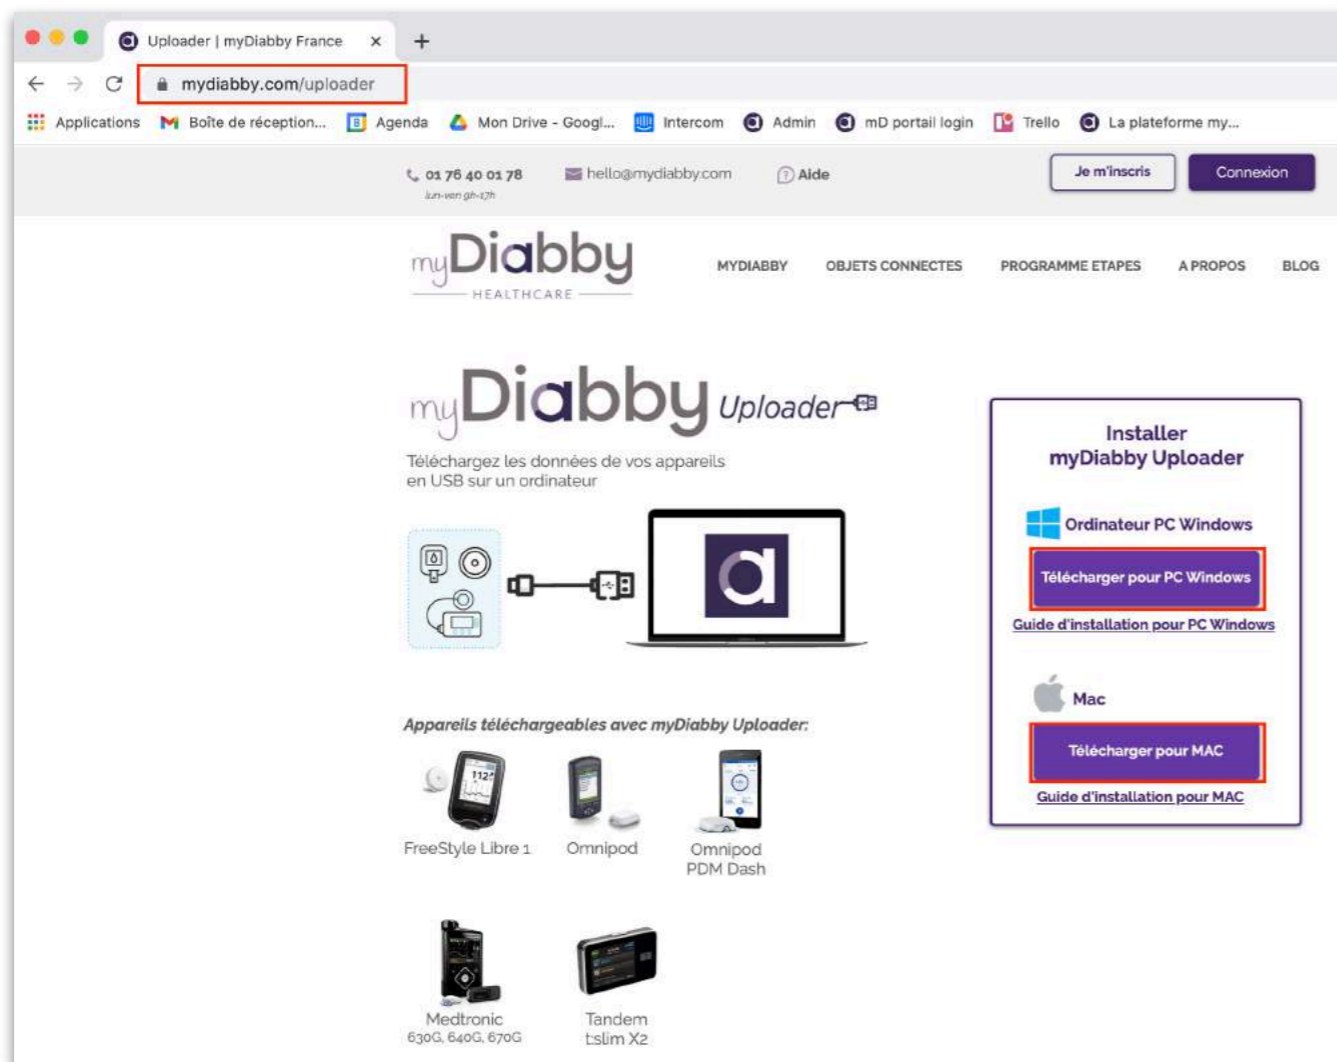 Uploader | myDiabby France
mydiabby.com/uploader
Applications Boîte de réception... Agenda Mon Drive - Googl... Intercom Admin mD portail login Trello La plateforme my...
01 76 40 01 78 hello@mydiabby.com Aide
lun-ven 9h-17h
Je m'inscris Connexion
myDiabby
HEALTHCARE
MYDIABBY OBJETS CONNECTES PROGRAMME ETAPES A PROPOS BLOG
myDiabby Uploader
Téléchargez les données de vos appareils
en USB sur un ordinateur
Installer
myDiabby Uploader
Ordinateur PC Windows
Télécharger pour PC Windows
Guide d'installation pour PC Windows
Mac
Télécharger pour MAC
Guide d'installation pour MAC
Appareils téléchargeables avec myDiabby Uploader:
112
FreeStyle Libre 1
Omnipod
Omnipod
PDM Dash
Medtronic
630G, 640G, 670G
Tandem
t:slim X2